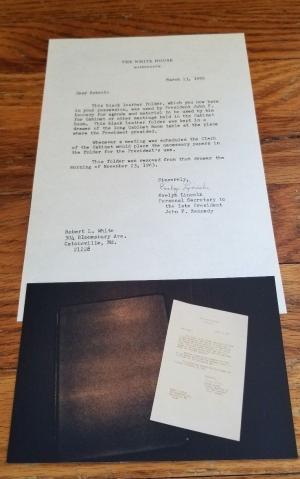 THE WHITE HOUSE
WASHINGTON
March 13, 
Dear Robert:
This black leather folder, which you now have
in your possession, was used by President John F.
Kennedy for agenda and material to be used by him
for Cabinet or other meetings held in the Cabinet
Room. This black leather folder was kept in a
drawer of the long Cabinet Room table at the place
where the President presided.
Whenever a meeting was scheduled the Clerk
of the Cabinet would place the necessary papers in
the folder for the President's use.
This folder was removed from that drawer the
morning of November 23, 1963.
Sincerely,
Evelyn Lincoln
Evelyn Lincoln
Personal Secretary to
the late President
John F. Kennedy
Robert L. White
304 Bloomsbury Ave.
Catonsville, Md.
21228